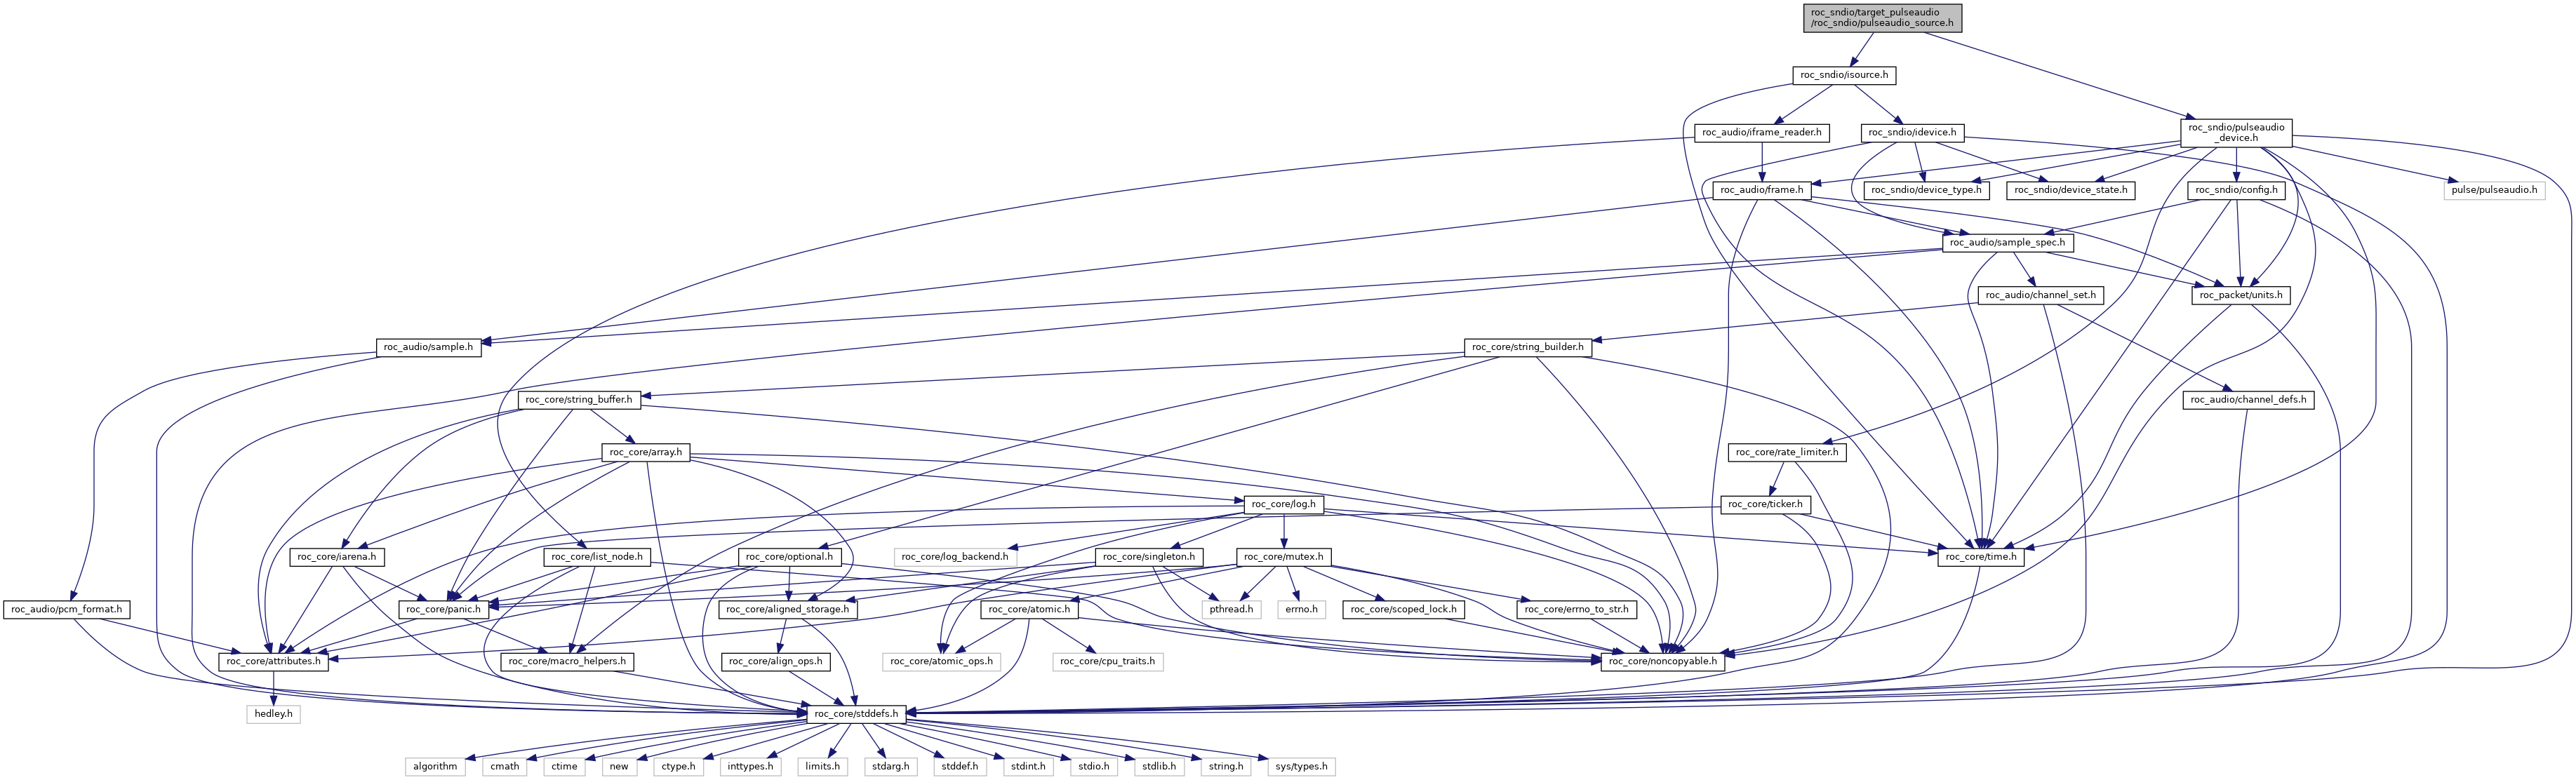 roc_sndio/target_pulseaudio
/roc_sndio/pulseaudio_source.h
roc_sndio/isource.h
roc_audio/iframe_reader.h
roc_sndio/idevice.h
roc_sndio/pulseaudio
_device.h
roc_audio/frame.h
roc_sndio/device_type.h
roc_sndio/device_state.h
roc_sndio/config.h
pulse/pulseaudio.h
roc_audio/sample_spec.h
roc_audio/channel_set.h
roc_packet/units.h
roc_audio/sample.h
roc_core/string_builder.h
roc_core/string_buffer.h
roc_audio/channel_defs.h
roc_core/array.h
roc_core/rate_limiter.h
roc_core/log.h
roc_core/ticker.h
roc_core/iarena.h
roc_core/list_node.h
roc_core/optional.h
roc_core/log_backend.h
roc_core/singleton.h
roc_core/mutex.h
roc_core/time.h
roc_audio/pcm_format.h
roc_core/panic.h
roc_core/aligned_storage.h
roc_core/atomic.h
pthread.h
errno.h
roc_core/scoped_lock.h
roc_core/errno_to_str.h
roc_core/attributes.h
roc_core/macro_helpers.h
roc_core/align_ops.h
roc_core/atomic_ops.h
roc_core/cpu_traits.h
roc_core/noncopyable.h
hedley.h
roc_core/stddefs.h
algorithm
cmath
ctime
new
ctype.h
inttypes.h
limits.h
stdarg.h
stddef.h
stdint.h
stdio.h
stdlib.h
string.h
sys/types.h